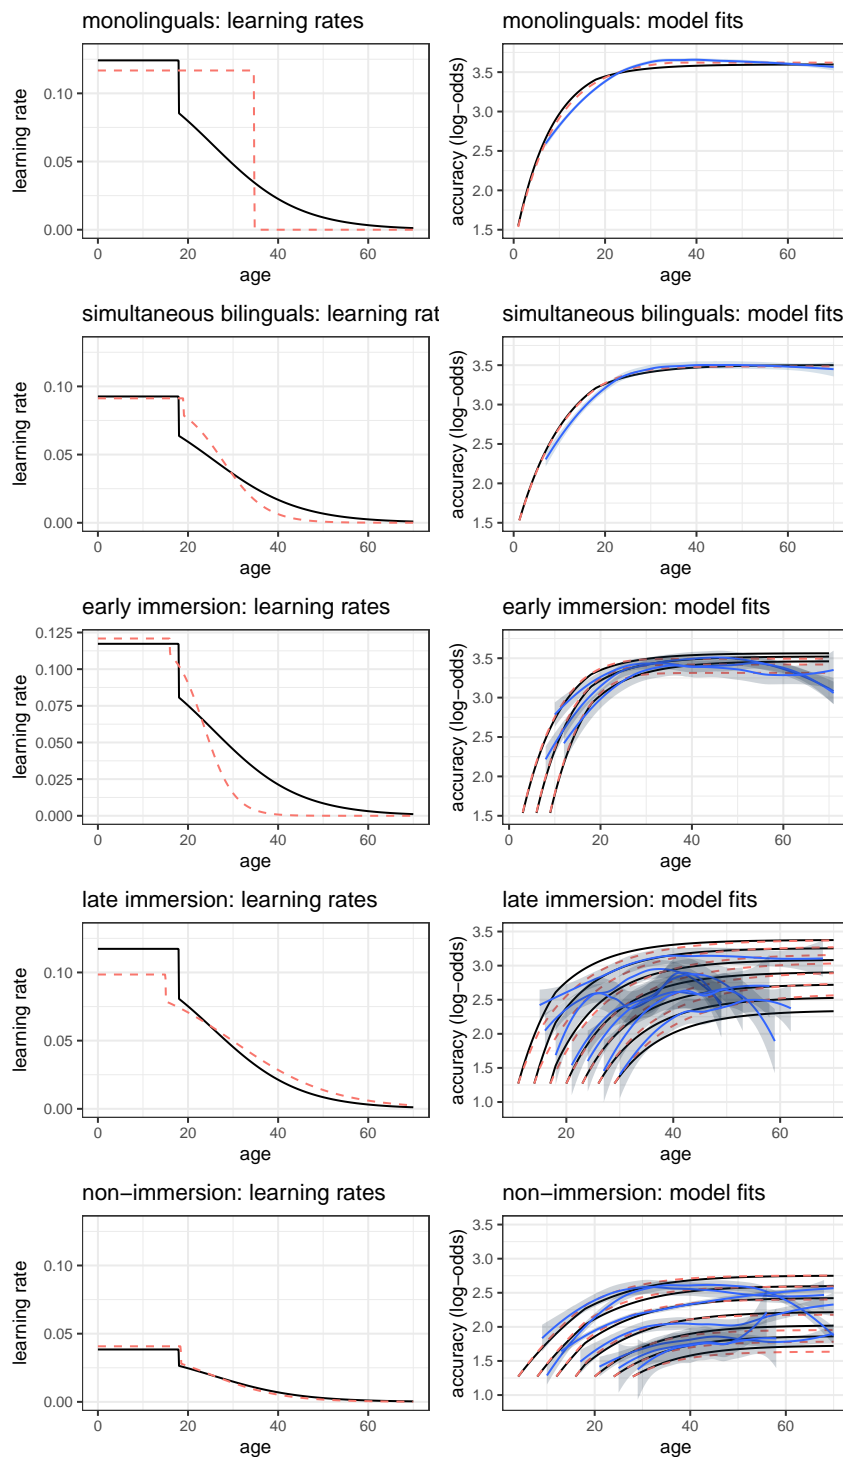 monolinguals: learning rates
learning rate
0.10
0.05
0.00
0 20 40 60
age
monolinguals: model fits
accuracy (log−odds)
3.5
3.0
2.5
2.0
1.5
0 20 40 60
age
simultaneous bilinguals: learning rat
learning rate
0.10
0.05
0.00
0 20 40 60
age
simultaneous bilinguals: model fits
accuracy (log−odds)
3.5
3.0
2.5
2.0
1.5
0 20 40 60
age
early immersion: learning rates
learning rate
0.125
0.100
0.075
0.050
0.025
0.000
0 20 40 60
age
early immersion: model fits
accuracy (log−odds)
3.5
3.0
2.5
2.0
1.5
0 20 40 60
age
late immersion: learning rates
learning rate
0.10
0.05
0.00
0 20 40 60
age
late immersion: model fits
accuracy (log−odds)
3.5
3.0
2.5
2.0
1.5
1.0
20 40 60
age
non−immersion: learning rates
learning rate
0.10
0.05
0.00
0 20 40 60
age
non−immersion: model fits
accuracy (log−odds)
3.5
3.0
2.5
2.0
1.5
1.0
20 40 60
age